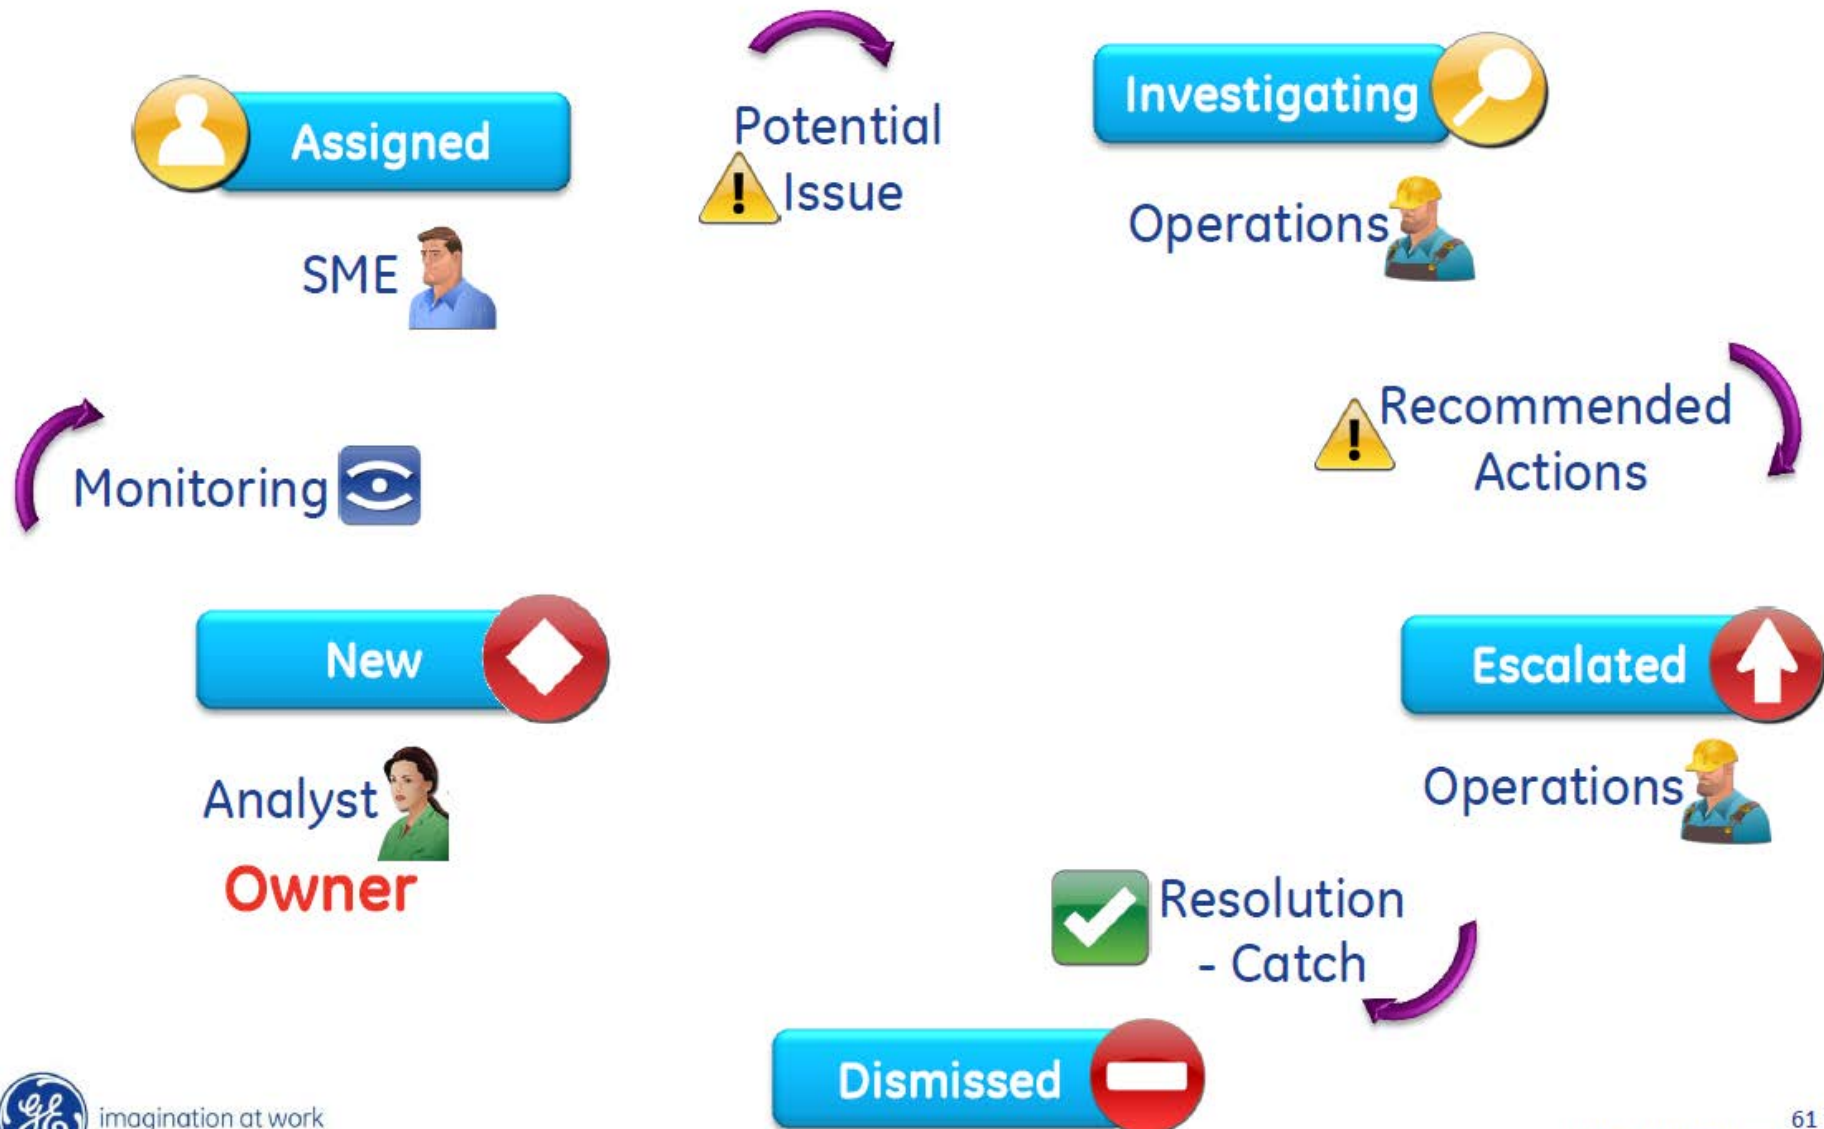 Assigned
SME
Potential
Issue
Investigating
Operations
Monitoring
Recommended
Actions
New
Analyst
Owner
Escalated
Operations
Resolution
- Catch
Dismissed
GE
imagination at work
61